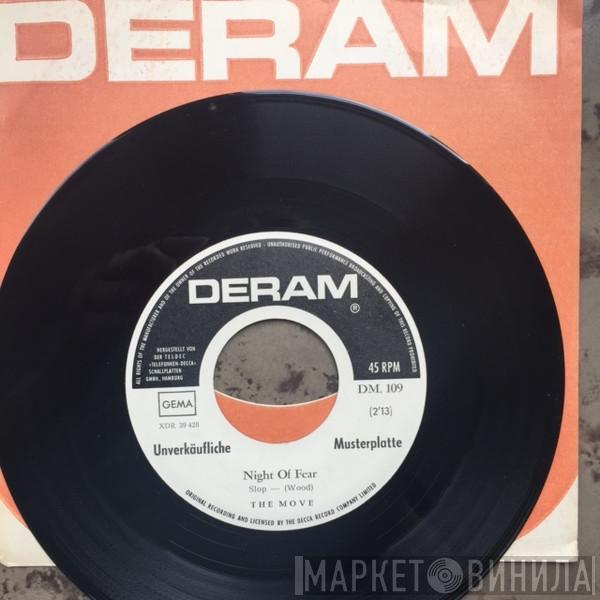 DERAM
ALL RIGHTS OF THE MANUFACTURER AND OF THE OWNER OF THE RECORDED WORK RESERVED - UNAUTHORISED PUBLIC PERFORMANCE BROADCASTING AND COPYING OF THIS RECORD PROHIBITED
DERAM
®
HERGESTELLT VON
DER TELDEC
»TELEFUNKEN-DECCA«
SCHALLPLATTEN
GMBH, HAMBURG
45 RPM
GEMA
DM. 109
XDR 39 428
(2'13)
Unverkäufliche Musterplatte
Night Of Fear
Slop — (Wood)
THE MOVE
ORIGINAL RECORDING AND LICENSED BY THE DECCA RECORD COMPANY LIMITED
МАРКЕТ ВИНИЛА